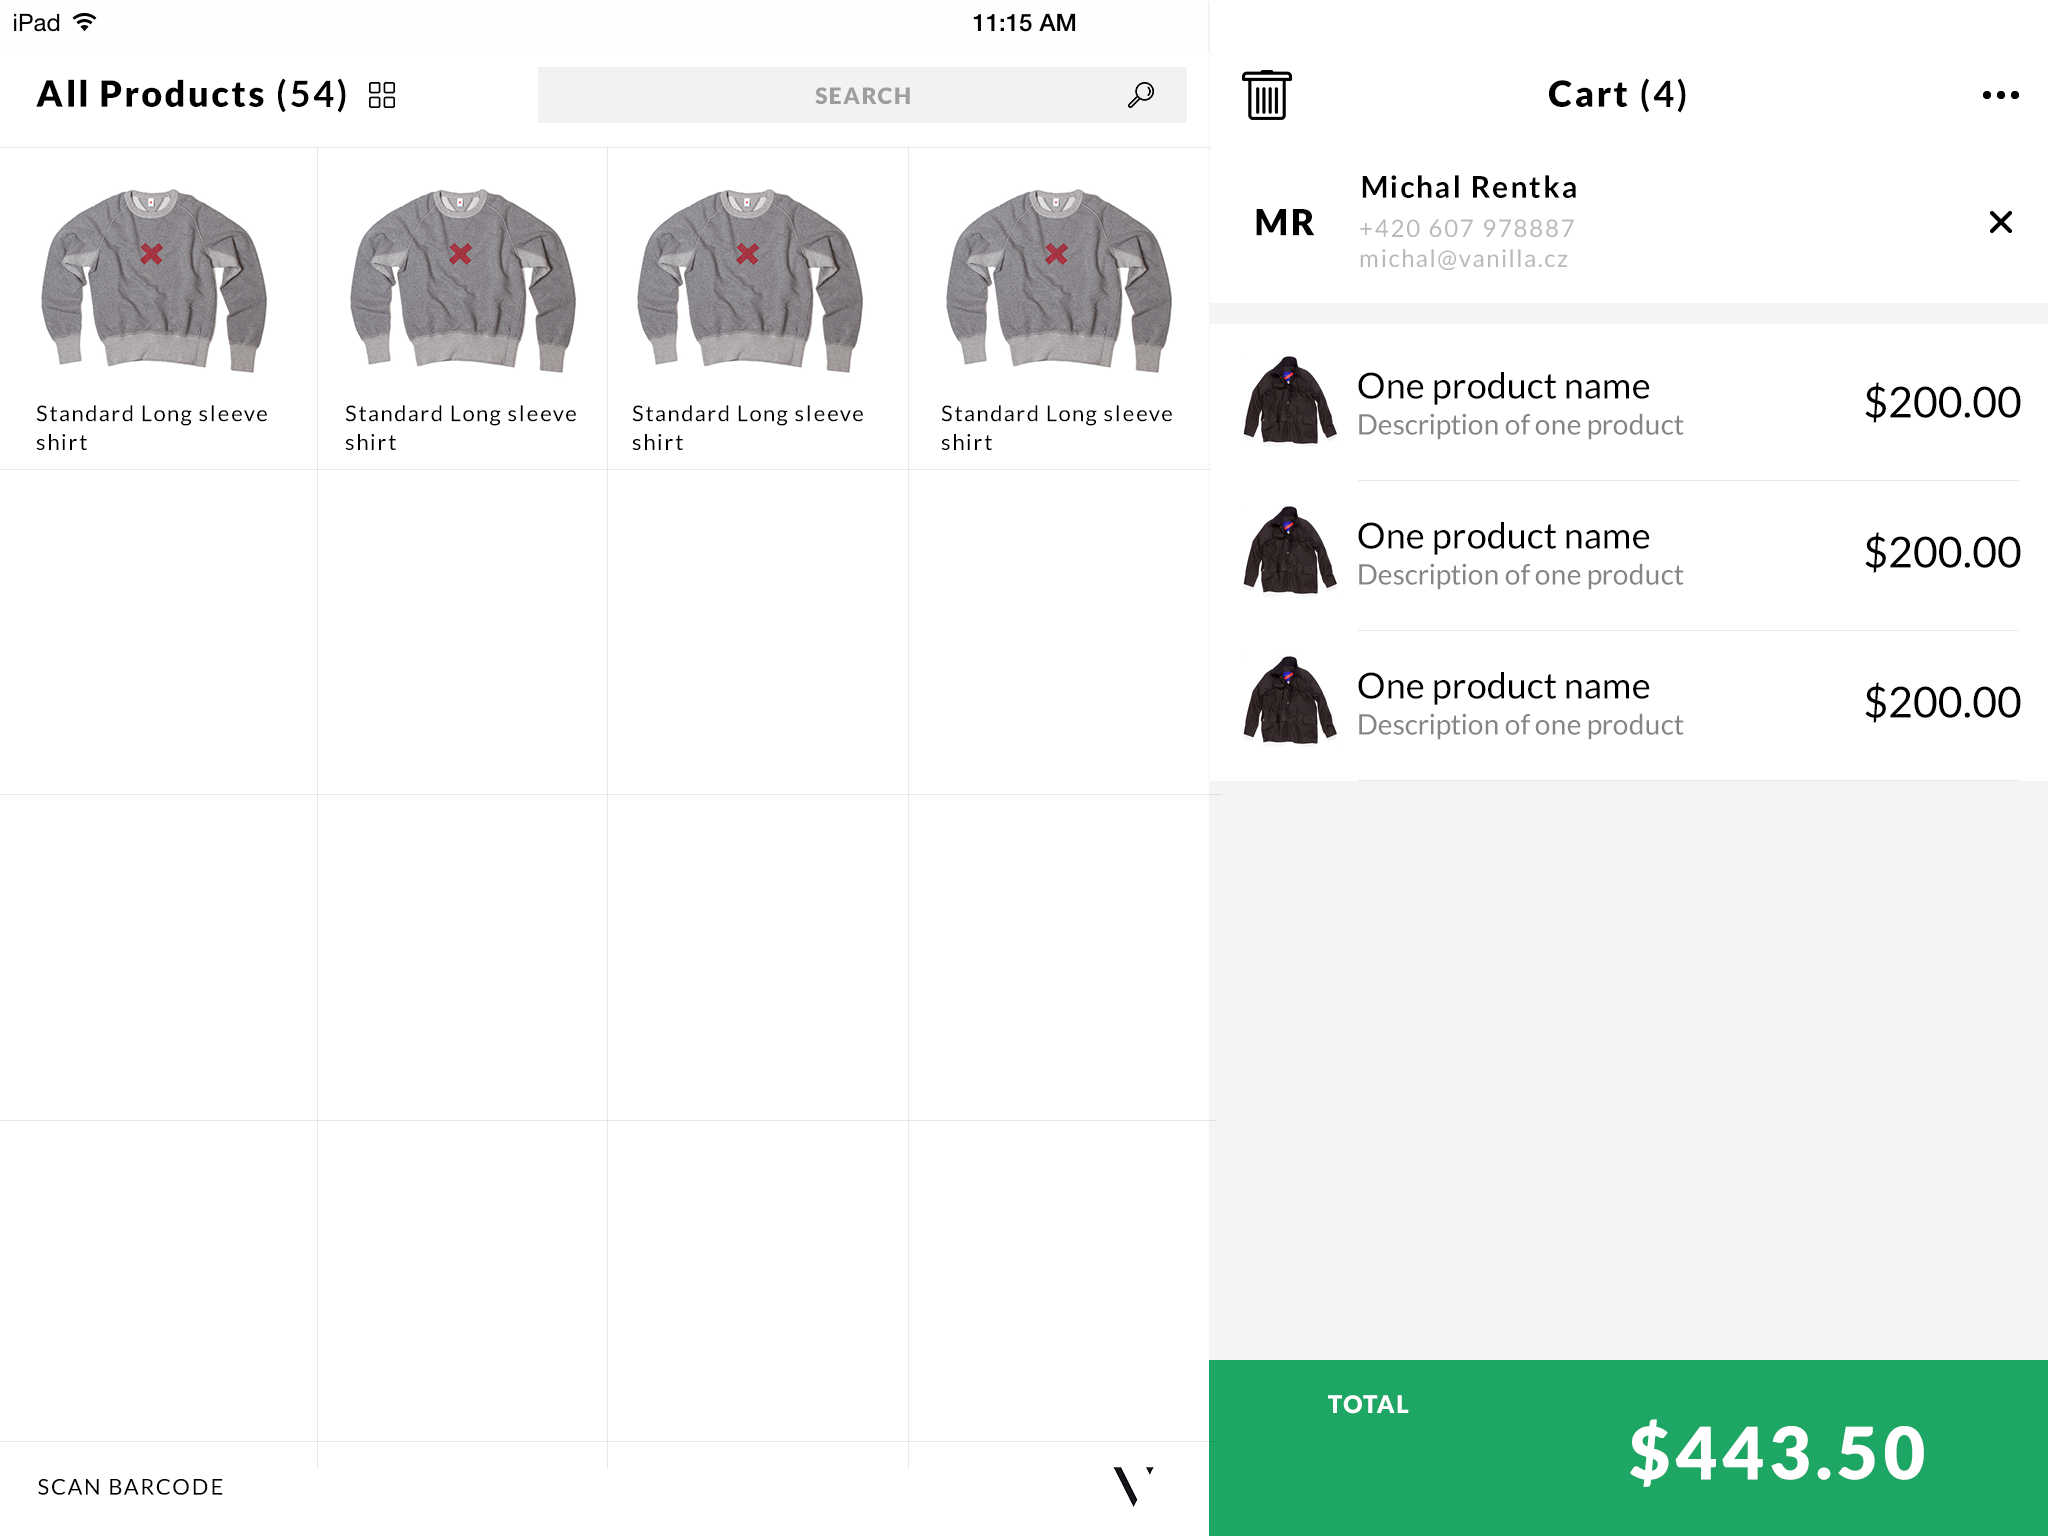 iPad
11:15 AM
All Products (54)
SEARCH
Standard Long sleeve
shirt
Standard Long sleeve
shirt
Standard Long sleeve
shirt
Standard Long sleeve
shirt
SCAN BARCODE
Cart (4)
MR
Michal Rentka
+420 607 978887
michal@vanilla.cz
One product name
Description of one product
$200.00
One product name
Description of one product
$200.00
One product name
Description of one product
$200.00
TOTAL
$443.50